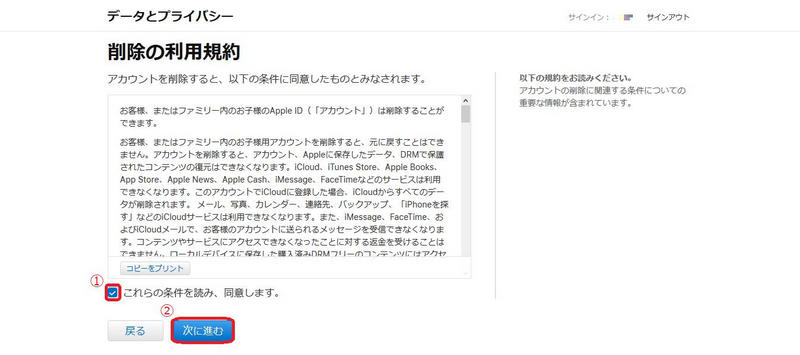 データとプライバシー
サインイン：
サインアウト
削除の利用規約
アカウントを削除すると、以下の条件に同意したものとみなされます。
お客様、またはファミリー内のお子様のApple ID（「アカウント」）は削除することが
できます。
お客様、またはファミリー内のお子様用アカウントを削除すると、元に戻すことはでき
ません。アカウントを削除すると、アカウント、Appleに保存したデータ、DRMで保護
されたコンテンツの復元はできなくなります。iCloud、iTunes Store、Apple Books、
App Store、Apple News、Apple Cash、iMessage、FaceTimeなどのサービスは利用
できなくなります。このアカウントでiCloudに登録した場合、iCloudからすべてのデー
タが削除されます。 メール、写真、カレンダー、連絡先、バックアップ、「iPhoneを探
す」などのiCloudサービスは利用できなくなります。また、iMessage、FaceTime、お
よびiCloudメールで、お客様のアカウントに送られるメッセージを受信できなくなりま
す。コンテンツやサービスにアクセスできなくなったことに対する返金を受けることは
できません。ローカルデバイスに保存した購入済みDRMフリーのコンテンツにはアクセ
コピーをプリント
以下の規約をお読みください。
アカウントの削除に関連する条件についての
重要な情報が含まれています。
①
これらの条件を読み、同意します。
②
戻る
次に進む